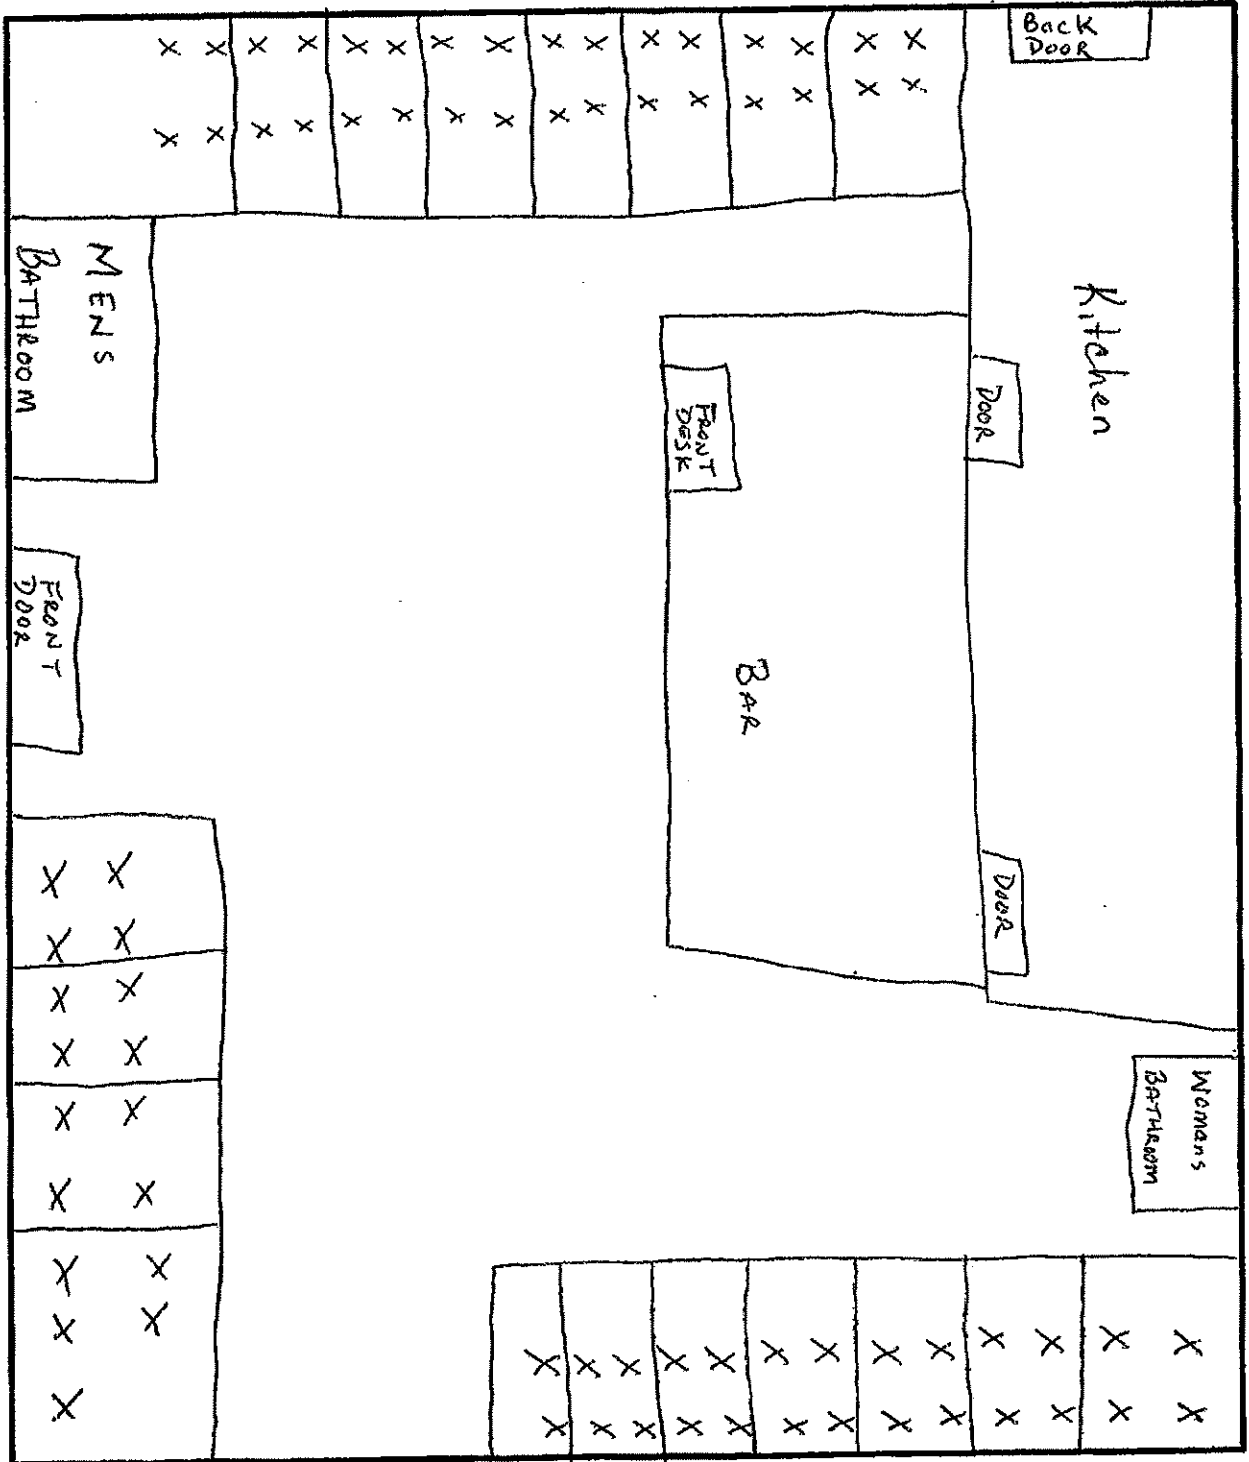 Back
DOOR
Kitchen
DOOR
FRONT
DESK
MENS
BATHROOM
FRONT
DOOR
BAR
DOOR
Womans
BATHROOM